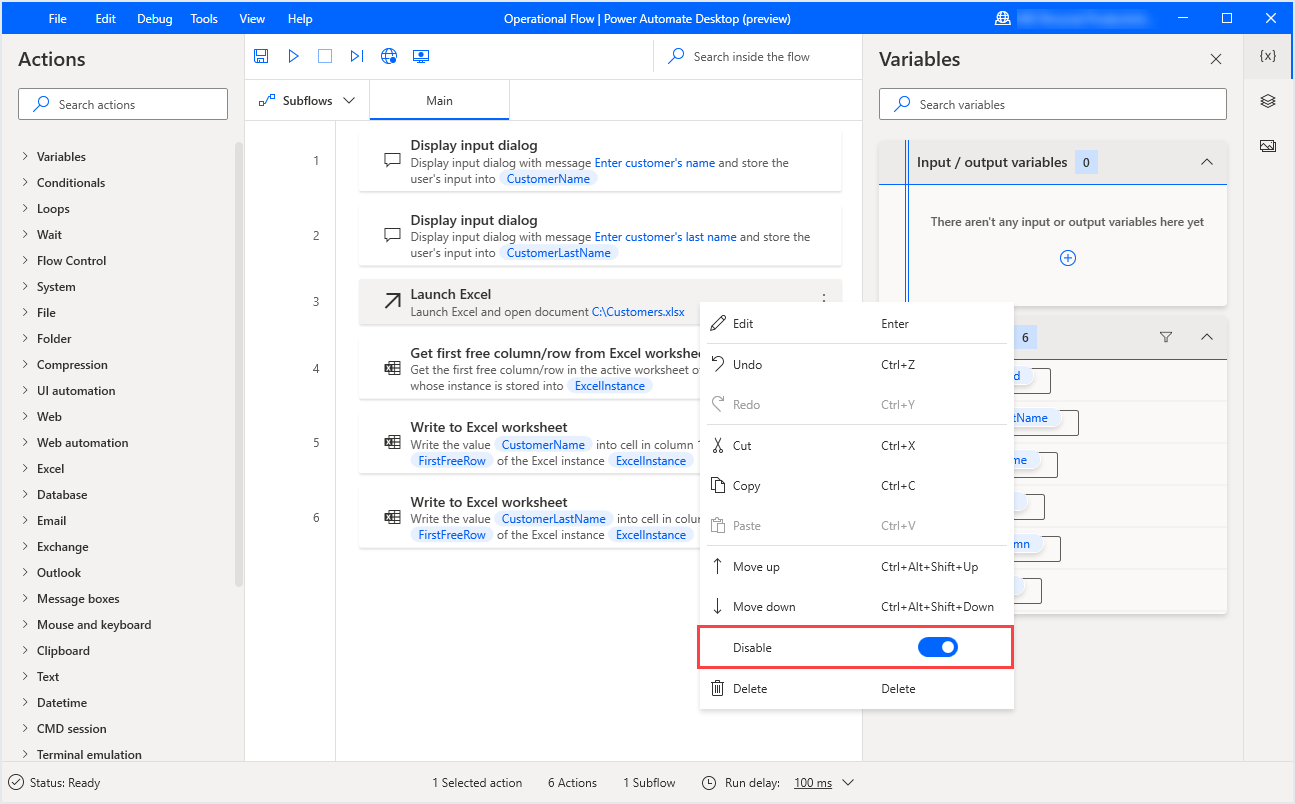 File Edit Debug Tools View Help
Operational Flow | Power Automate Desktop (preview)
Actions
Search actions
Variables
Conditionals
Loops
Wait
Flow Control
System
File
Folder
Compression
UI automation
Web
Web automation
Excel
Database
Email
Exchange
Outlook
Message boxes
Mouse and keyboard
Clipboard
Text
Datetime
CMD session
Terminal emulation
Search inside the flow
Subflows
Main
1
Display input dialog
Display input dialog with message Enter customer's name and store the
user's input into CustomerName
2
Display input dialog
Display input dialog with message Enter customer's last name and store the
user's input into CustomerLastName
3
Launch Excel
Launch Excel and open document C:\Customers.xlsx
4
Get first free column/row from Excel workshee
Get the first free column/row in the active worksheet o
whose instance is stored into ExcelInstance
5
Write to Excel worksheet
Write the value CustomerName into cell in column
FirstFreeRow of the Excel instance ExcelInstance
6
Write to Excel worksheet
Write the value CustomerLastName into cell in colu
FirstFreeRow of the Excel instance ExcelInstance
Edit Enter
Undo Ctrl+Z
Redo Ctrl+Y
Cut Ctrl+X
Copy Ctrl+C
Paste Ctrl+V
Move up Ctrl+Alt+Shift+Up
Move down Ctrl+Alt+Shift+Down
Disable
Delete Delete
Variables
{x}
Search variables
Input / output variables 0
There aren't any input or output variables here yet
6
d
tName
me
mn
Status: Ready
1 Selected action 6 Actions 1 Subflow Run delay: 100 ms